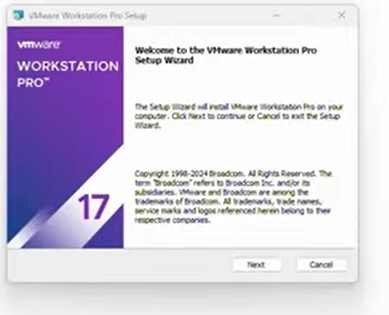 VMware Workstation Pro Setup
vmware
WORKSTATION
PRO™
17
Welcome to the VMware Workstation Pro
Setup Wizard
The Setup Wizard will install VMware Workstation Pro on your
computer. Click Next to continue or Cancel to exit the Setup
Wizard.
Copyright 1998-2024 Broadcom. All Rights Reserved. The
term "Broadcom" refers to Broadcom Inc. and/or its
subsidiaries. VMware and Broadcom are among the
trademarks of Broadcom. All trademarks, trade names,
service marks and logos referenced herein belong to their
respective companies.
Next
Cancel